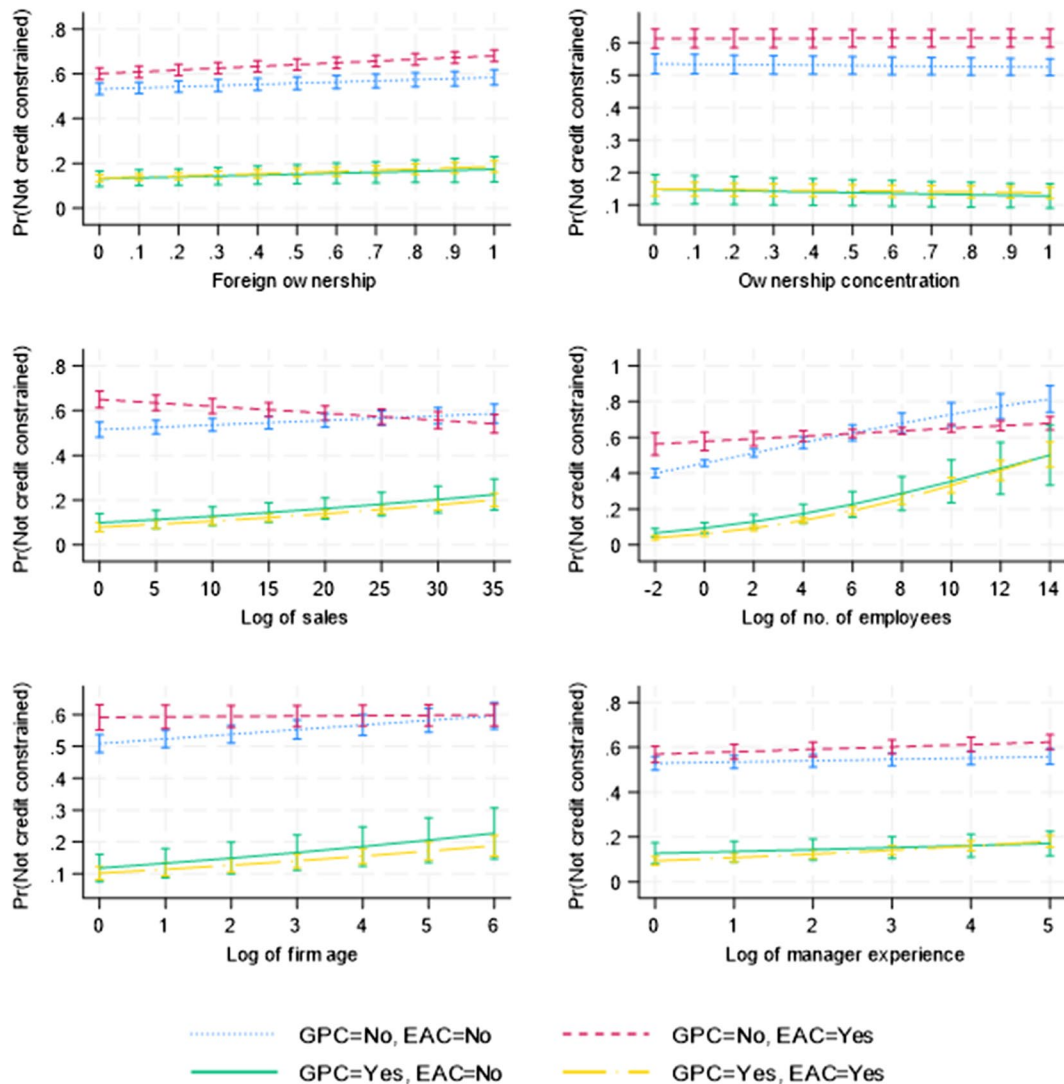 Pr(Not credit constrained)
.8
.6
.4
.2
0
0 .1 .2 .3 .4 .5 .6 .7 .8 .9 1
Foreign ownership
Pr(Not credit constrained)
.6
.5
.4
.3
.2
.1
0 .1 .2 .3 .4 .5 .6 .7 .8 .9 1
Ownership concentration
Pr(Not credit constrained)
.8
.6
.4
.2
0
0 5 10 15 20 25 30 35
Log of sales
Pr(Not credit constrained)
1
.8
.6
.4
.2
0
-2 0 2 4 6 8 10 12 14
Log of no. of employees
Pr(Not credit constrained)
.6
.5
.4
.3
.2
.1
0 1 2 3 4 5 6
Log of firm age
Pr(Not credit constrained)
.8
.6
.4
.2
0
0 1 2 3 4 5
Log of manager experience
GPC=No, EAC=No
GPC=No, EAC=Yes
GPC=Yes, EAC=No
GPC=Yes, EAC=Yes